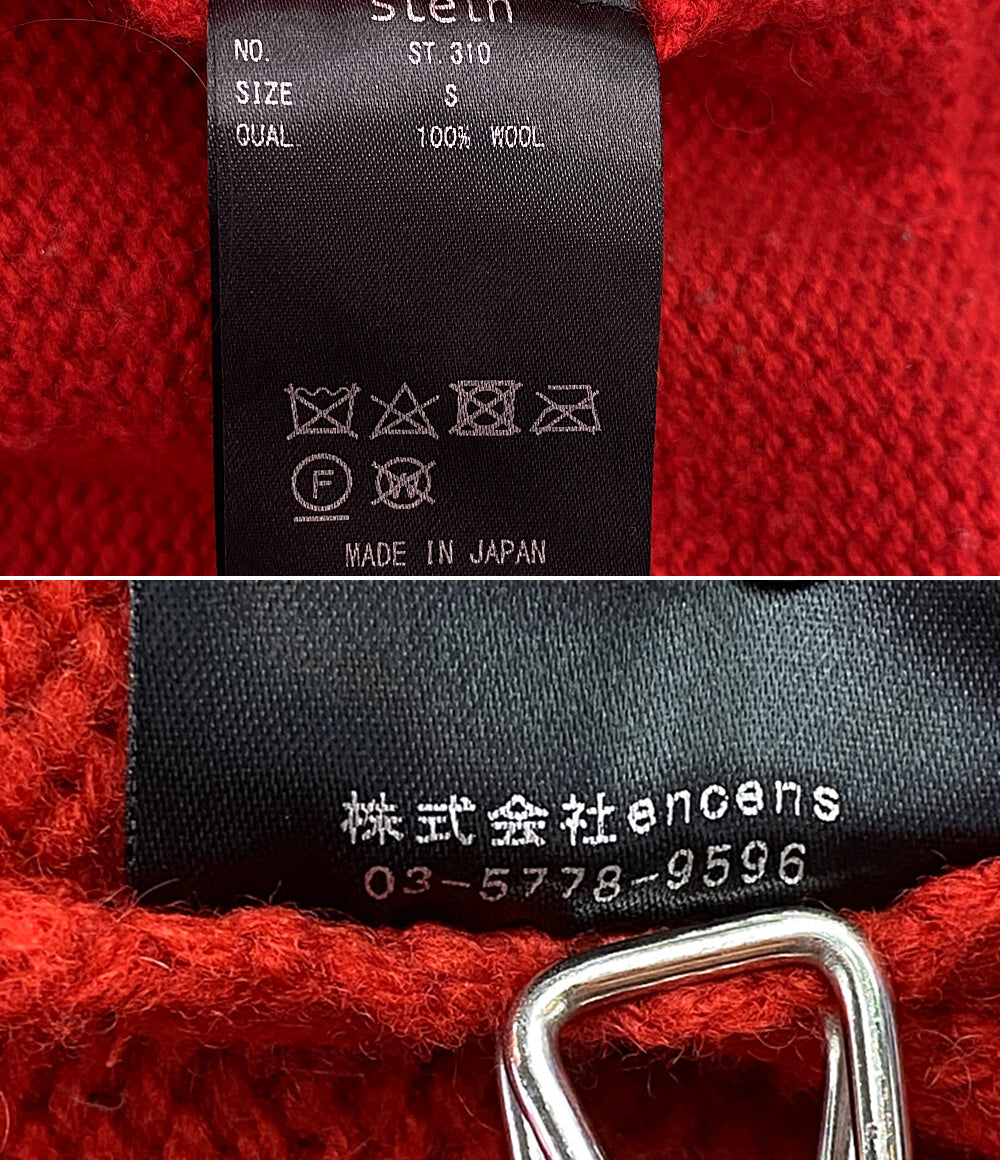 stein
NO. ST.310
SIZE S
QUAL 100% WOOL
F
W
MADE IN JAPAN
株式会社encens
03-5778-9596